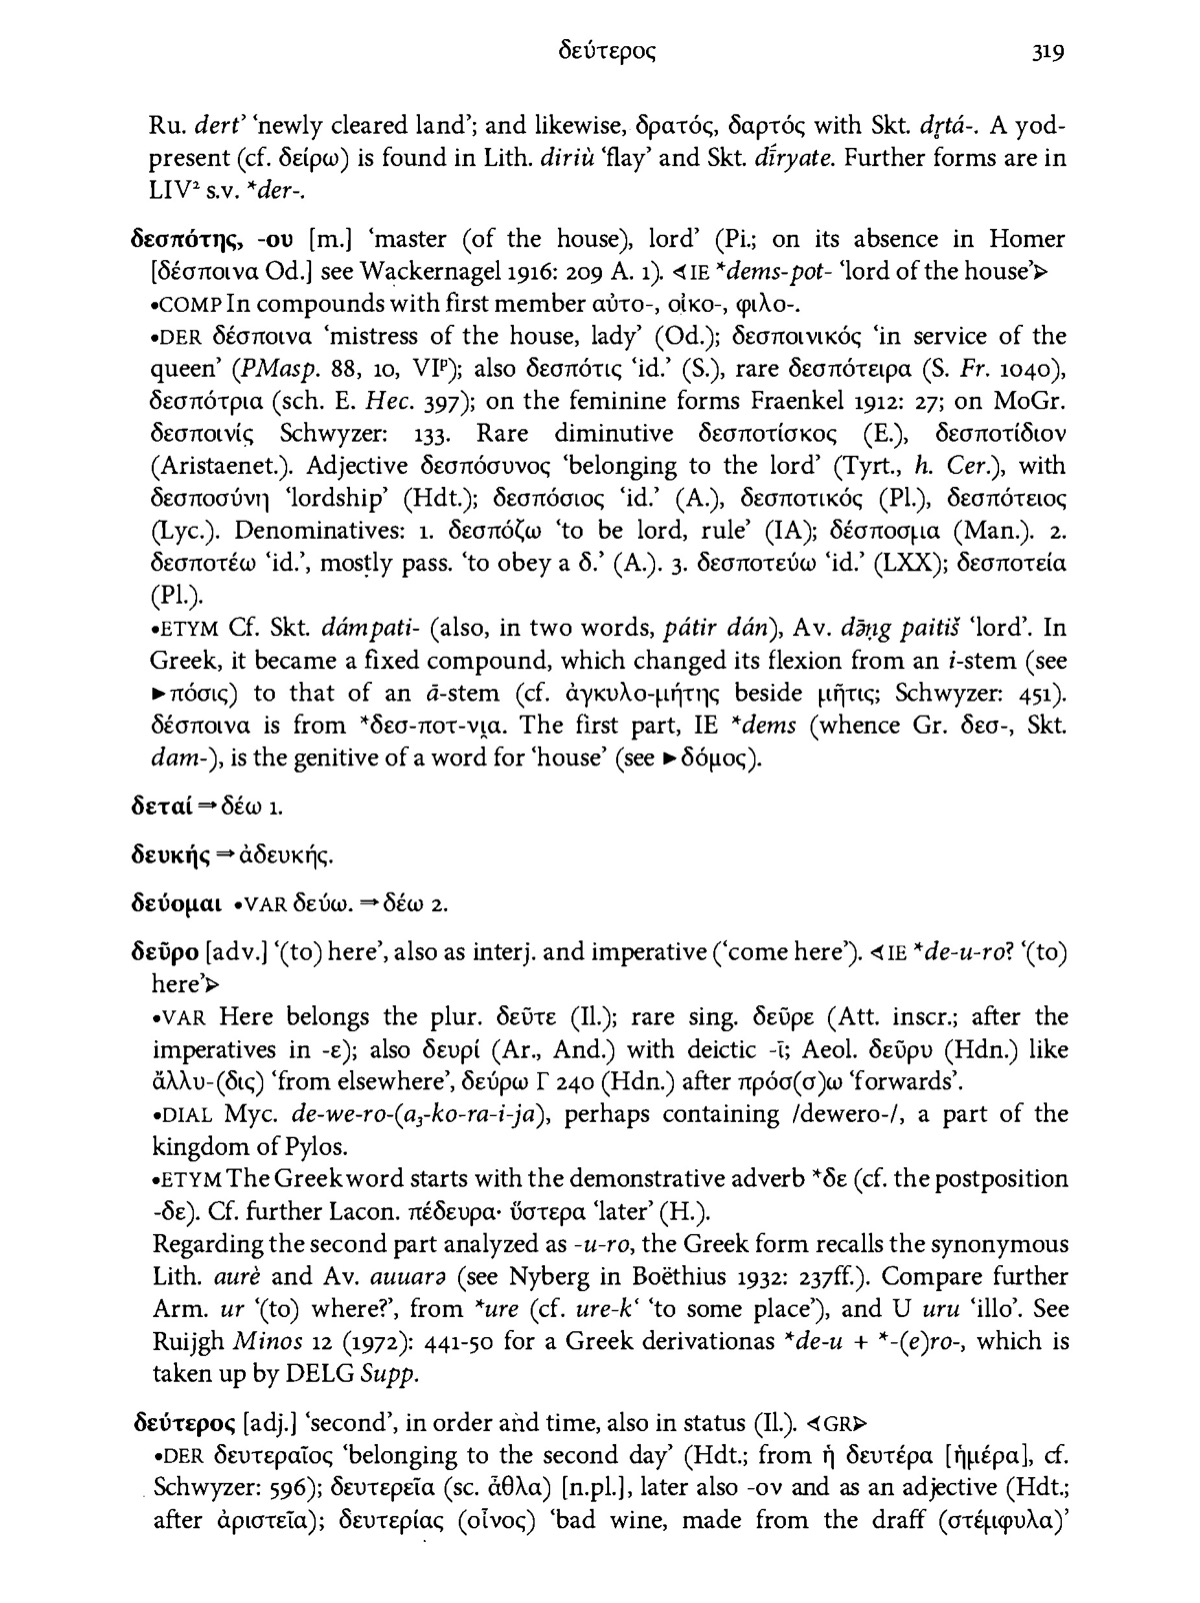 δεύτερος 319
Ru. dert' ‘newly cleared land’; and likewise, δρατός, δαρτός with Skt. dr̥tá-. A yod-
present (cf. δείρω) is found in Lith. diriù ‘flay’ and Skt. dī́ryate. Further forms are in
LIV² s.v. *der-.
δεσπότης, -ου [m.] ‘master (of the house), lord’ (Pi.; on its absence in Homer
[δέσποινα Od.] see Wackernagel 1916: 209 A. 1). ⋖IE *dems-pot- ‘lord of the house’⋗
•COMP In compounds with first member αὐτο-, οἰκο-, φιλο-.
•DER δέσποινα ‘mistress of the house, lady’ (Od.); δεσποινικός ‘in service of the
queen’ (PMasp. 88, 10, VIᵖ); also δεσπότις ‘id.’ (S.), rare δεσπότειρα (S. Fr. 1040),
δεσπότρια (sch. E. Hec. 397); on the feminine forms Fraenkel 1912: 27; on MoGr.
δεσποινίς Schwyzer: 133. Rare diminutive δεσποτίσκος (E.), δεσποτίδιον
(Aristaenet.). Adjective δεσπόσυνος ‘belonging to the lord’ (Tyrt., h. Cer.), with
δεσποσύνη ‘lordship’ (Hdt.); δεσπόσιος ‘id.’ (A.), δεσποτικός (Pl.), δεσπότειος
(Lyc.). Denominatives: 1. δεσπόζω ‘to be lord, rule’ (IA); δέσποσμα (Man.). 2.
δεσποτέω ‘id.’, mostly pass. ‘to obey a δ.’ (A.). 3. δεσποτεύω ‘id.’ (LXX); δεσποτεία
(Pl.).
•ETYM Cf. Skt. dámpati- (also, in two words, pátir dán), Av. də̄ṇg paitiš ‘lord’. In
Greek, it became a fixed compound, which changed its flexion from an i-stem (see
►πόσις) to that of an ā-stem (cf. ἀγκυλο-μήτης beside μῆτις; Schwyzer: 451).
δέσποινα is from *δεσ-ποτ-νι̯α. The first part, IE *dems (whence Gr. δεσ-, Skt.
dam-), is the genitive of a word for ‘house’ (see ►δόμος).
δεταί ⇒ δέω 1.
δευκής ⇒ ἀδευκής.
δεύομαι •VAR δεύω. ⇒ δέω 2.
δεῦρο [adv.] ‘(to) here’, also as interj. and imperative (‘come here’). ⋖IE *de-u-ro? ‘(to)
here’⋗
•VAR Here belongs the plur. δεῦτε (Il.); rare sing. δεῦρε (Att. inscr.; after the
imperatives in -ε); also δευρί (Ar., And.) with deictic -ῑ; Aeol. δεῦρυ (Hdn.) like
ἄλλυ-(δις) ‘from elsewhere’, δεύρω Γ 240 (Hdn.) after πρόσ(σ)ω ‘forwards’.
•DIAL Myc. de-we-ro-(a₃-ko-ra-i-ja), perhaps containing /dewero-/, a part of the
kingdom of Pylos.
•ETYM The Greek word starts with the demonstrative adverb *δε (cf. the postposition
-δε). Cf. further Lacon. πέδευρα· ὕστερα ‘later’ (H.).
Regarding the second part analyzed as -u-ro, the Greek form recalls the synonymous
Lith. aurè and Av. auuarə (see Nyberg in Boëthius 1932: 237ff.). Compare further
Arm. ur ‘(to) where?’, from *ure (cf. ure-kʻ ‘to some place’), and U uru ‘illo’. See
Ruijgh Minos 12 (1972): 441-50 for a Greek derivationas *de-u + *-(e)ro-, which is
taken up by DELG Supp.
δεύτερος [adj.] ‘second’, in order and time, also in status (Il.). ⋖GR⋗
•DER δευτεραῖος ‘belonging to the second day’ (Hdt.; from ἡ δευτέρα [ἡμέρα], cf.
Schwyzer: 596); δευτερεῖα (sc. ἆθλα) [n.pl.], later also -ον and as an adjective (Hdt.;
after ἀριστεῖα); δευτερίας (οἶνος) ‘bad wine, made from the draff (στέμφυλα)’